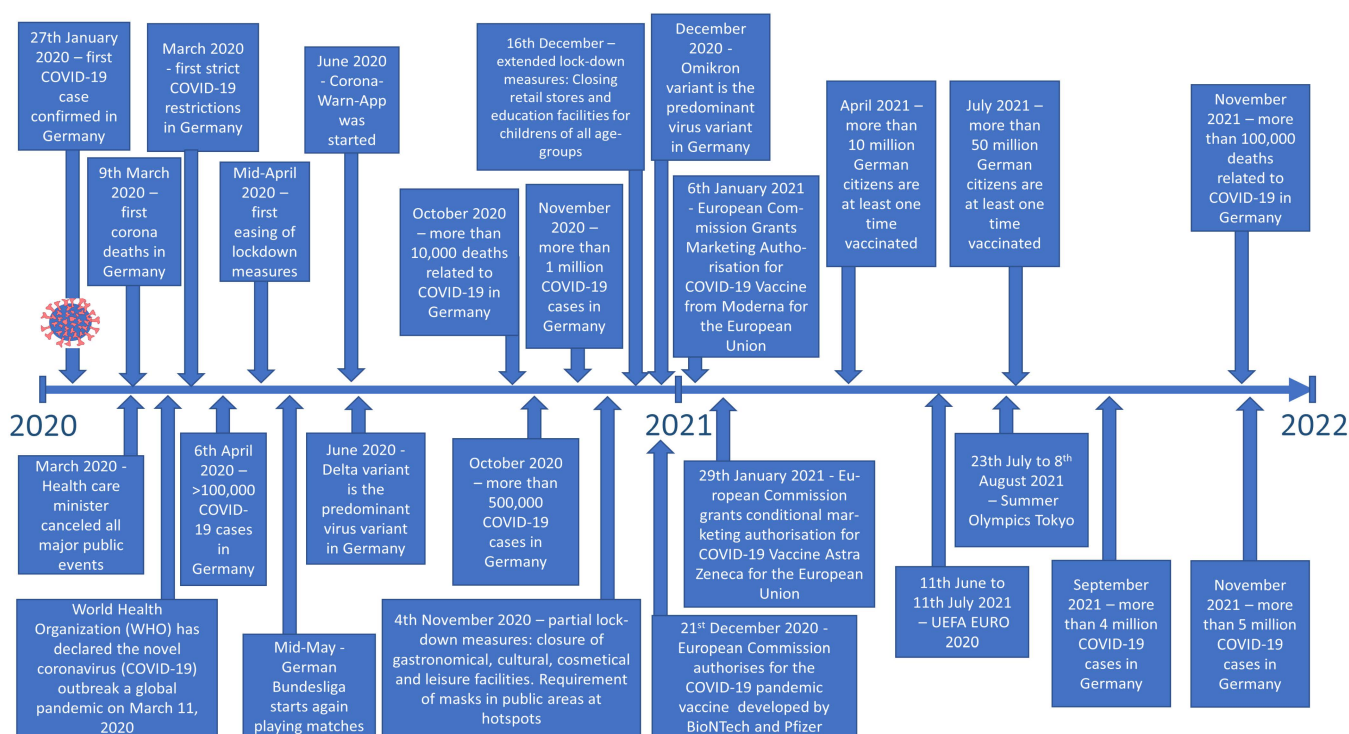 27th January
2020 – first
COVID-19
case
confirmed in
Germany
March 2020
- first strict
COVID-19
restrictions
in Germany
June 2020
- Corona-
Warn-App
was
started
16th December –
extended lock-down
measures: Closing
retail stores and
education facilities for
childrens of all age-
groups
December
2020 -
Omikron
variant is the
predominant
virus variant
in Germany
April 2021 –
more than
10 million
German
citizens are
at least one
time
vaccinated
July 2021 –
more than
50 million
German
citizens are
at least one
time
vaccinated
November
2021 – more
than 100,000
deaths
related to
COVID-19 in
Germany
9th March
2020 –
first
corona
deaths in
Germany
Mid-April
2020 – first
easing of
lockdown
measures
October 2020
– more than
10,000 deaths
related to
COVID-19 in
Germany
November
2020 –
more than
1 million
COVID-19
cases in
Germany
6th January 2021
- European Com-
mission Grants
Marketing Autho-
risation for
COVID-19 Vaccine
from Moderna for
the European
Union
2020
2021
2022
March 2020 -
Health care
minister
canceled all
major public
events
6th April
2020 –
>100,000
COVID-
19 cases
in
Germany
June 2020 -
Delta variant
is the
predominant
virus variant
in Germany
October 2020
– more than
500,000
COVID-19
cases in
Germany
29th January 2021 - Eu-
ropean Commission
grants conditional mar-
keting authorisation for
COVID-19 Vaccine Astra
Zeneca for the European
Union
23th July to 8th
August 2021
– Summer
Olympics Tokyo
World Health
Organization (WHO) has
declared the novel
coronavirus (COVID-19)
outbreak a global
pandemic on March 11,
2020
Mid-May -
German
Bundesliga
starts again
playing matches
4th November 2020 – partial lock-
down measures: closure of
gastronomical, cultural, cosmetical
and leisure facilities. Requirement
of masks in public areas at
hotspots
21st December 2020 -
European Commission
authorises for the
COVID-19 pandemic
vaccine developed by
BioNTech and Pfizer
11th June to
11th July 2021
– UEFA EURO
2020
September
2021 – more
than 4 million
COVID-19
cases in
Germany
November
2021 – more
than 5 million
COVID-19
cases in
Germany